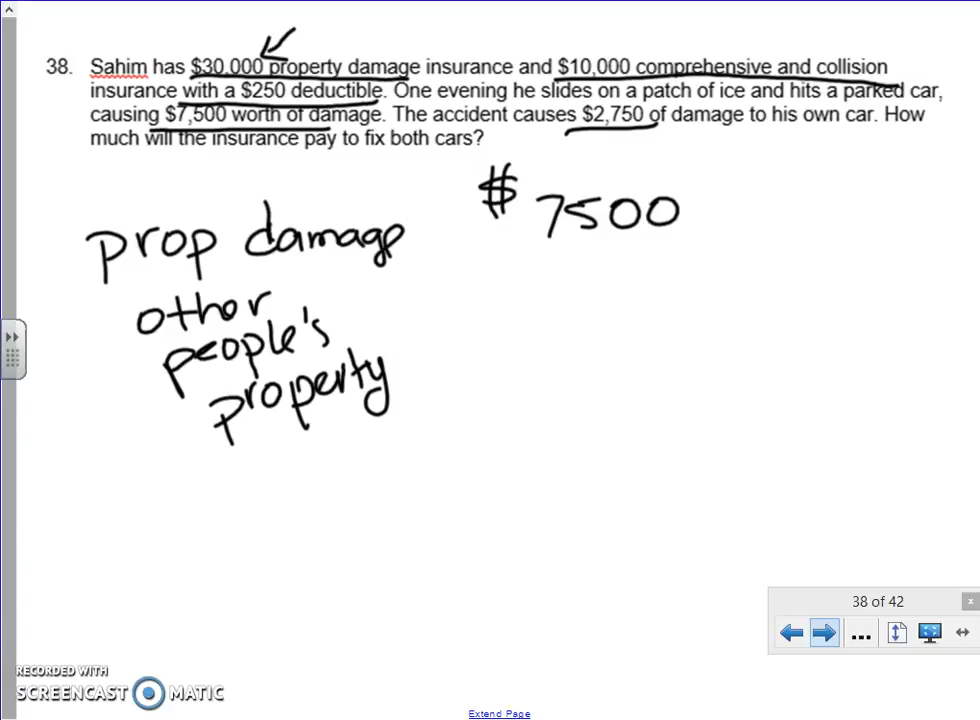 38. Sahim has $30,000 property damage insurance and $10,000 comprehensive and collision
insurance with a $250 deductible. One evening he slides on a patch of ice and hits a parked car,
causing $7,500 worth of damage. The accident causes $2,750 of damage to his own car. How
much will the insurance pay to fix both cars?
$ 7500
prop damage
other
people's
property
38 of 42
x
...
RECORDED WITH
SCREENCAST MATIC
Extend Page